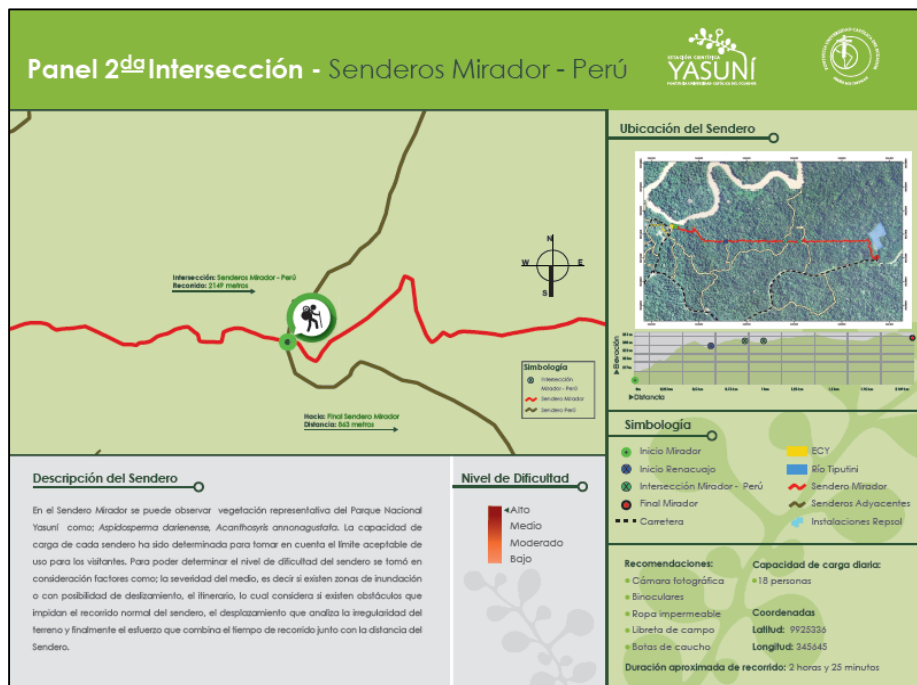 Panel 2da Intersección - Senderos Mirador - Perú
ESTACIÓN CIENTÍFICA
YASUNÍ
Ubicación del Sendero
Intersección: Senderos Mirador - Perú
Recorrido: 2149 metros
N
W E
S
Simbología
Intersección
Mirador - Perú
Sendero Mirador
Sendero Perú
Hacia: Final Sendero Mirador
Distancia: 863 metros
Elevación
Distancia
Descripción del Sendero
En el Sendero Mirador se puede observar vegetación representativa del Parque Nacional
Yasuní como; Aspidosperma darienense, Acanthosyris annonagustata. La capacidad de
carga de cada sendero ha sido determinada para tomar en cuenta el límite aceptable de
uso para los visitantes. Para poder determinar el nivel de dificultad del sendero se tomó en
consideración factores como; la severidad del medio, es decir si existen zonas de inundación
o con posibilidad de deslizamiento, el itinerario, lo cual considera si existen obstáculos que
impidan el recorrido normal del sendero, el desplazamiento que analiza la irregularidad del
terreno y finalmente el esfuerzo que combina el tiempo de recorrido junto con la distancia del
Sendero.
Nivel de Dificultad
Alto
Medio
Moderado
Bajo
Simbología
Inicio Mirador
Inicio Renacuajo
Intersección Mirador - Perú
Final Mirador
Carretera
ECY
Río Tiputini
Sendero Mirador
Senderos Adyacentes
Instalaciones Repsol
Recomendaciones:
Cámara fotográfica
Binoculares
Ropa impermeable
Libreta de campo
Botas de caucho
Capacidad de carga diaria:
18 personas
Coordenadas
Latitud: 9925336
Longitud: 345645
Duración aproximada de recorrido: 2 horas y 25 minutos